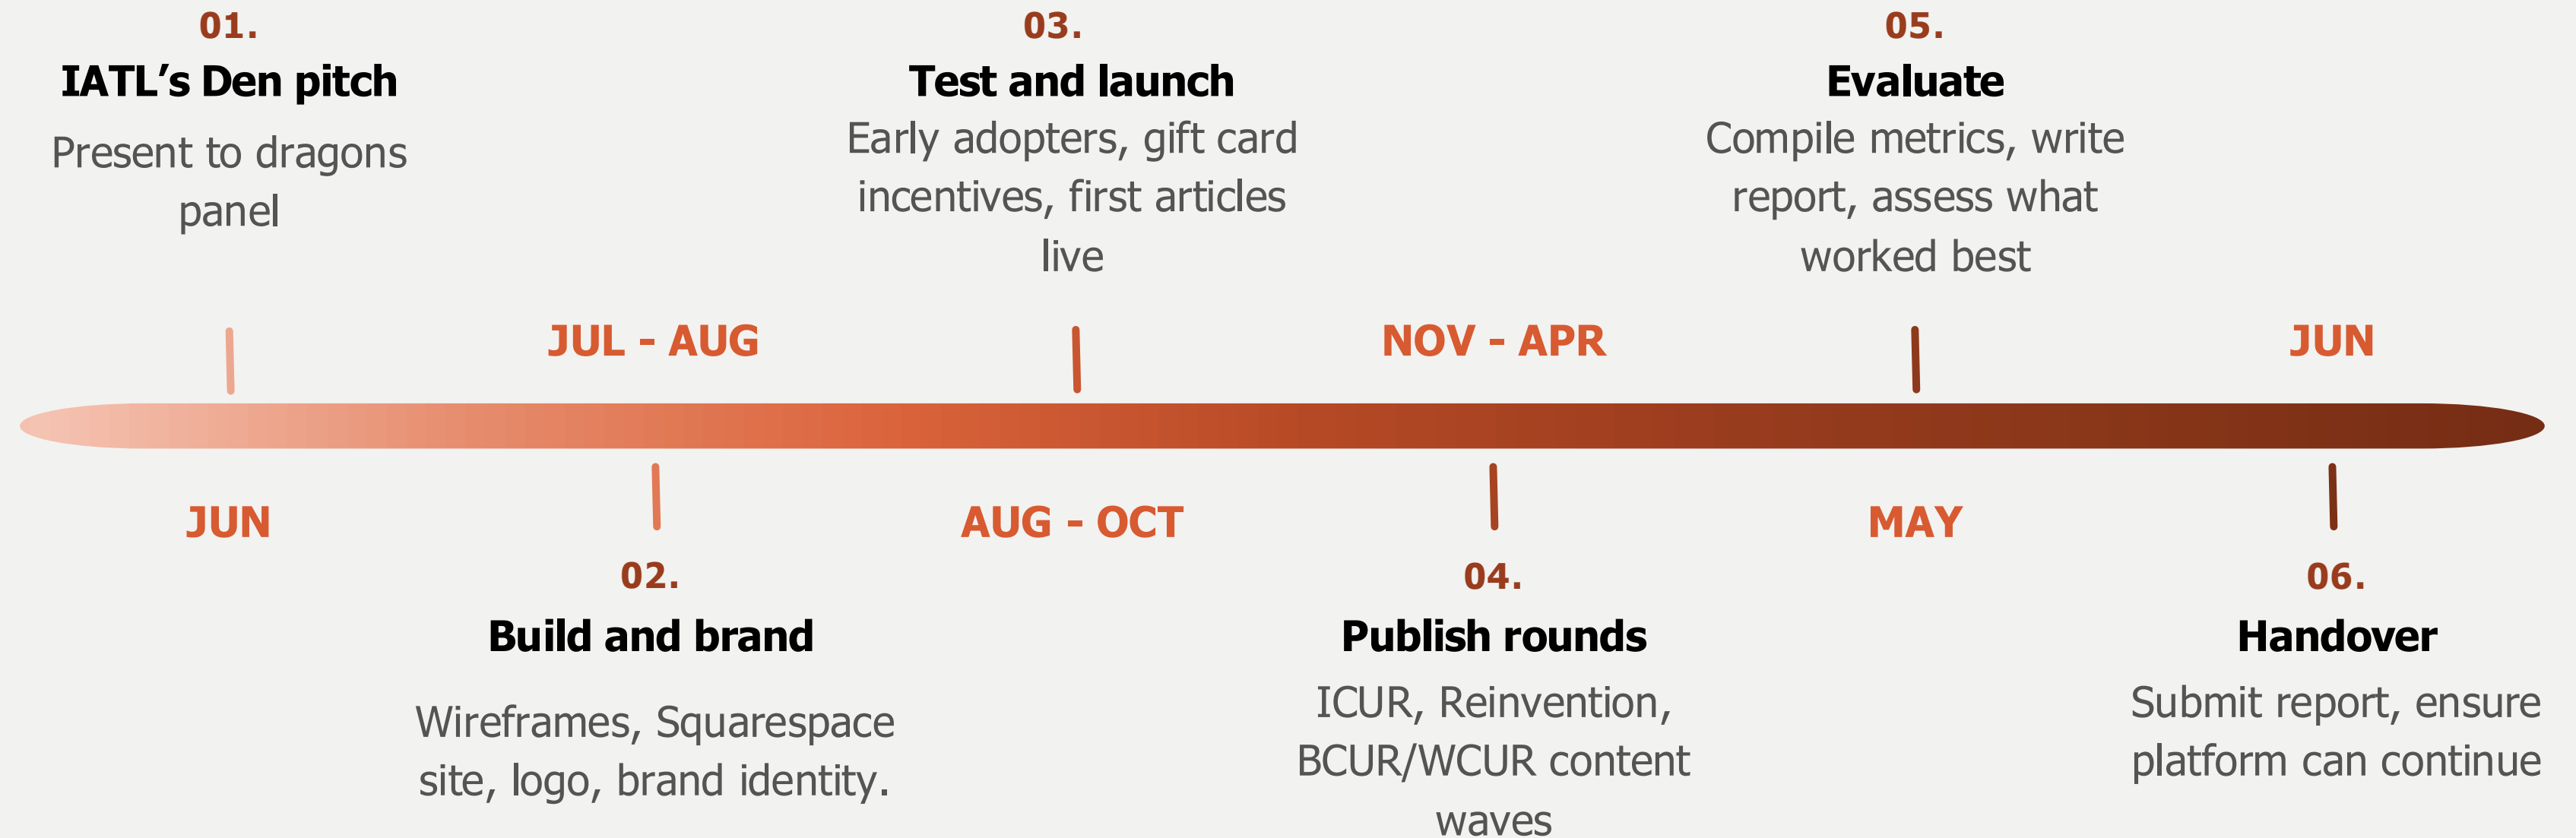 01.
IATL’s Den pitch
Present to dragons
panel
JUN
JUL - AUG
02.
Build and brand
Wireframes, Squarespace
site, logo, brand identity.
03.
Test and launch
Early adopters, gift card
incentives, first articles
live
AUG - OCT
NOV - APR
04.
Publish rounds
ICUR, Reinvention,
BCUR/WCUR content
waves
05.
Evaluate
Compile metrics, write
report, assess what
worked best
MAY
JUN
06.
Handover
Submit report, ensure
platform can continue